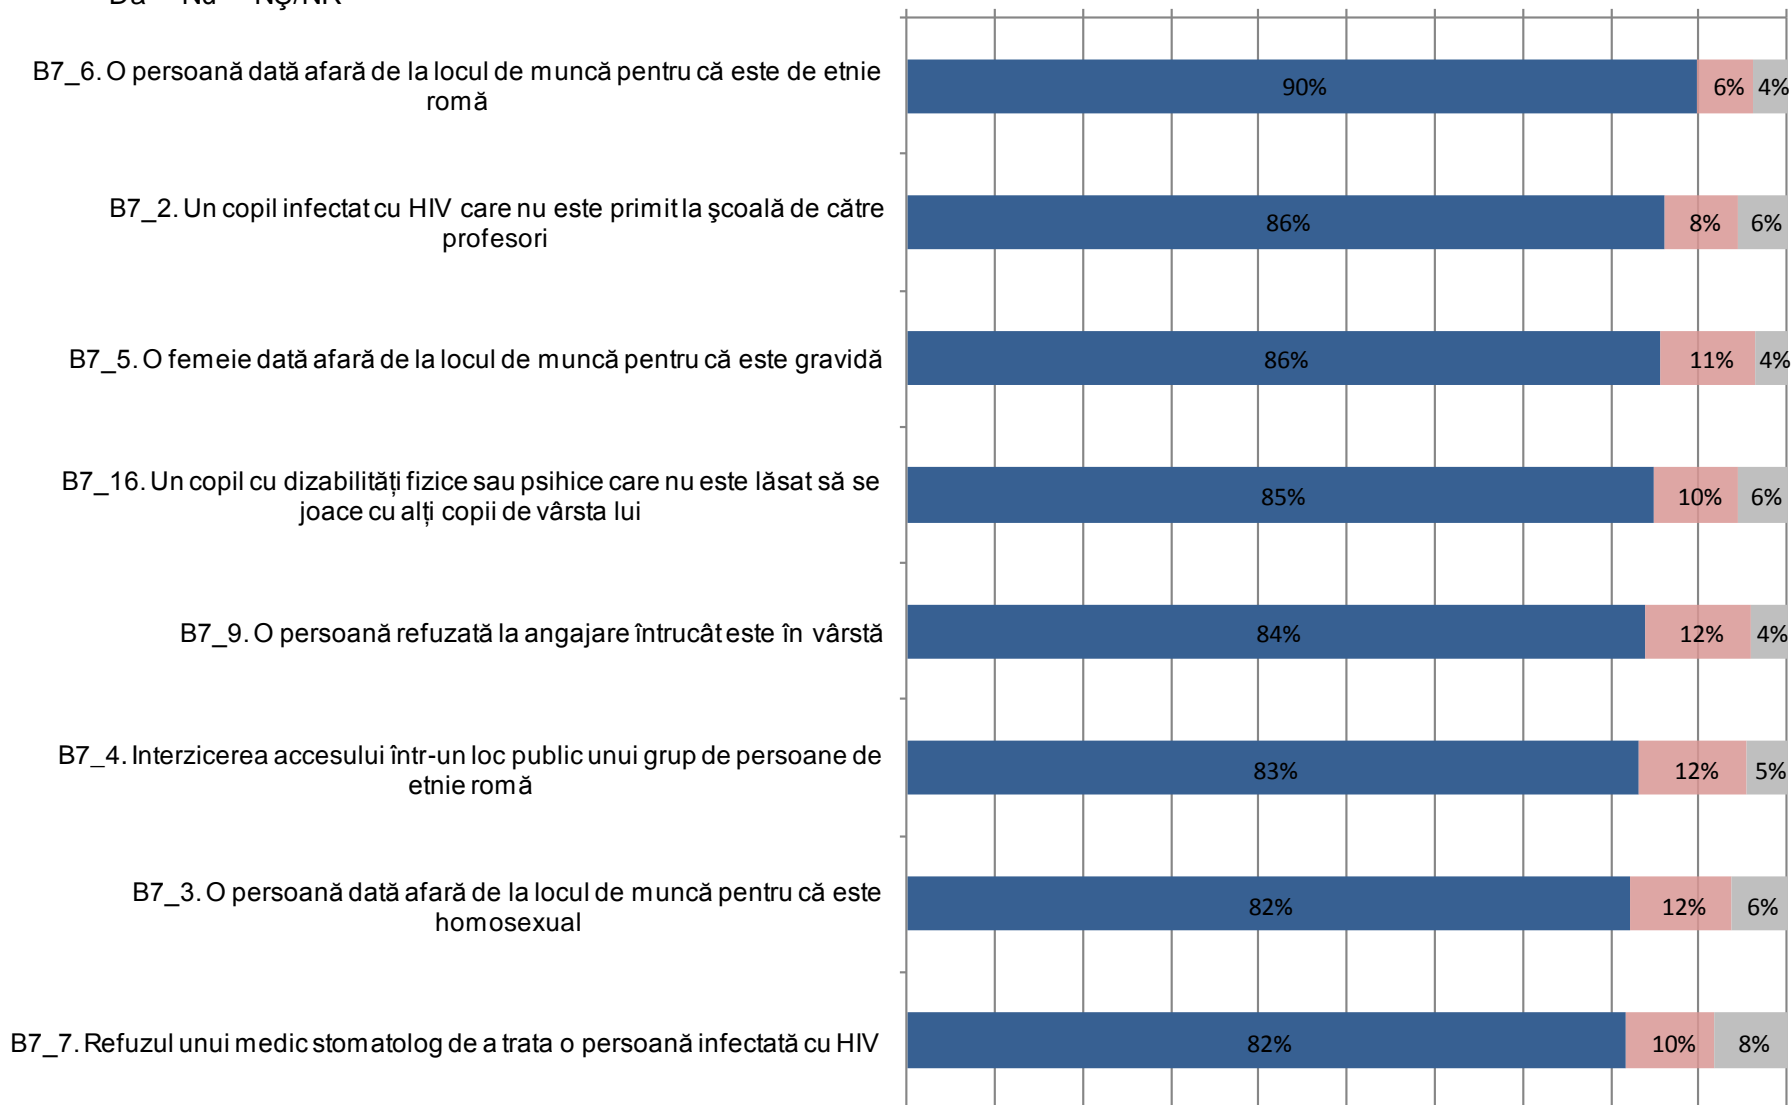 Da Nu NŞ/NR
B7_6. O persoană dată afară de la locul de muncă pentru că este de etnie
romă
90% 6% 4%
B7_2. Un copil infectat cu HIV care nu este primit la şcoală de către
profesori
86% 8% 6%
B7_5. O femeie dată afară de la locul de muncă pentru că este gravidă
86% 11% 4%
B7_16. Un copil cu dizabilități fizice sau psihice care nu este lăsat să se
joace cu alți copii de vârsta lui
85% 10% 6%
B7_9. O persoană refuzată la angajare întrucât este în vârstă
84% 12% 4%
B7_4. Interzicerea accesului într-un loc public unui grup de persoane de
etnie romă
83% 12% 5%
B7_3. O persoană dată afară de la locul de muncă pentru că este
homosexual
82% 12% 6%
B7_7. Refuzul unui medic stomatolog de a trata o persoană infectată cu HIV
82% 10% 8%